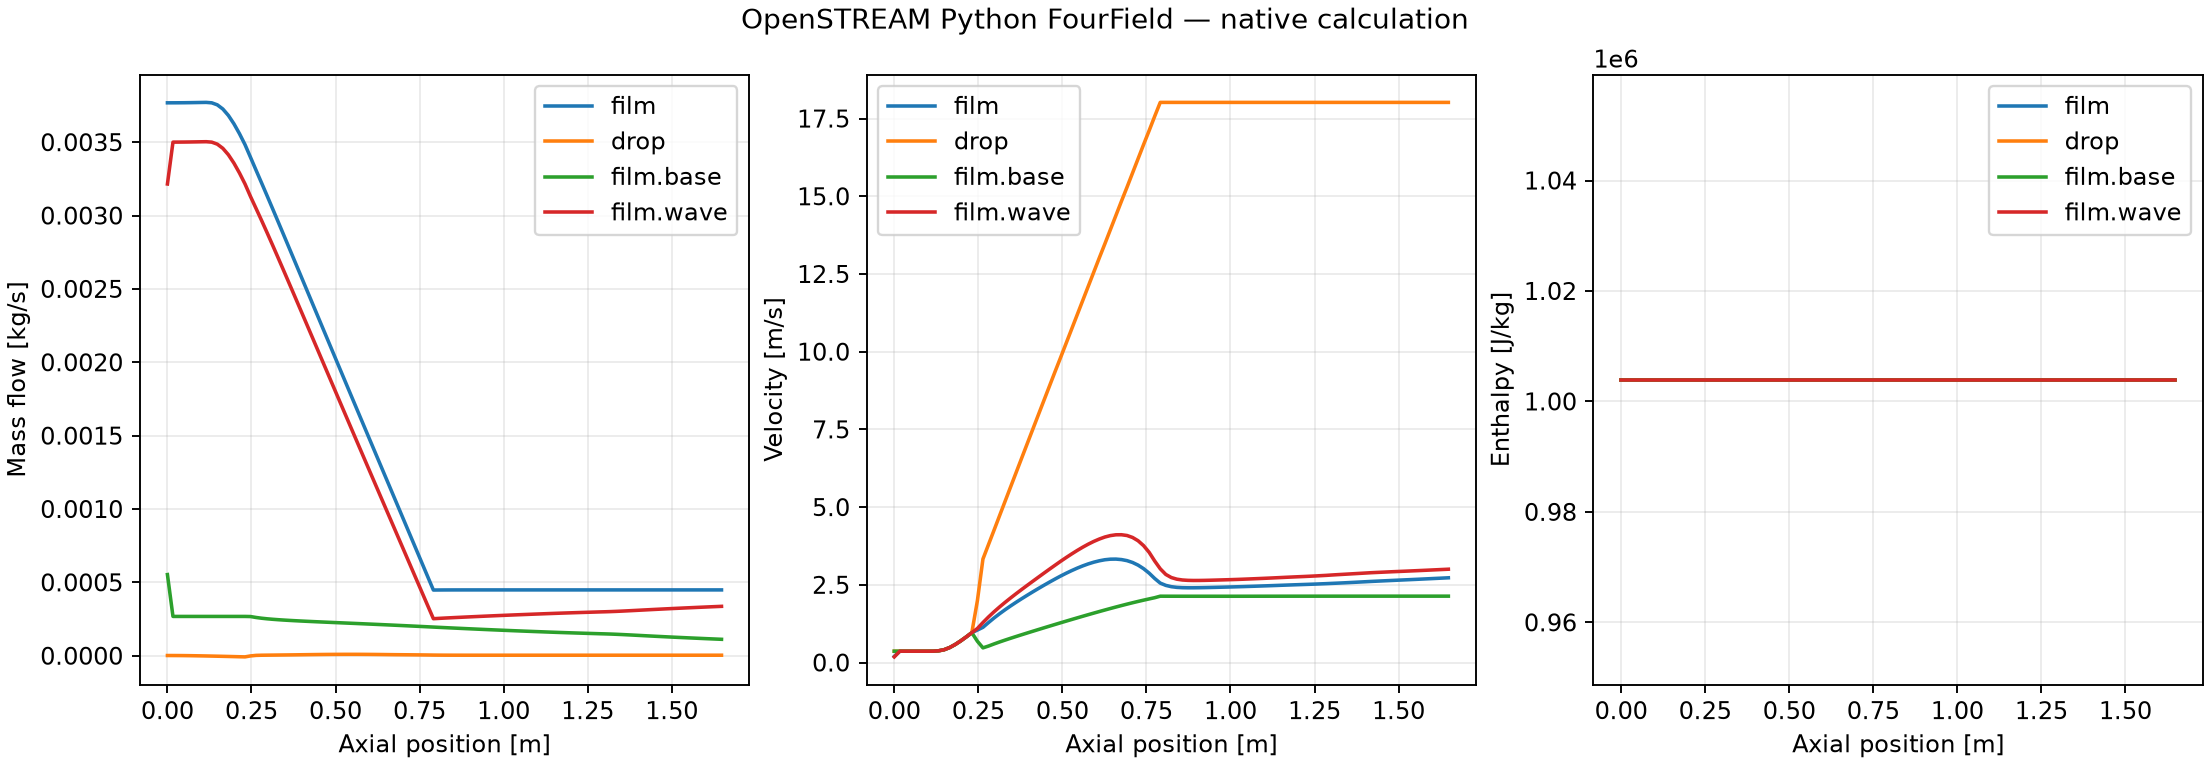 OpenSTREAM Python FourField — native calculation
Mass flow [kg/s]
0.0035
0.0030
0.0025
0.0020
0.0015
0.0010
0.0005
0.0000
film
drop
film.base
film.wave
0.00 0.25 0.50 0.75 1.00 1.25 1.50
Axial position [m]
Velocity [m/s]
17.5
15.0
12.5
10.0
7.5
5.0
2.5
0.0
film
drop
film.base
film.wave
0.00 0.25 0.50 0.75 1.00 1.25 1.50
Axial position [m]
1e6
Enthalpy [J/kg]
1.04
1.02
1.00
0.98
0.96
film
drop
film.base
film.wave
0.00 0.25 0.50 0.75 1.00 1.25 1.50
Axial position [m]